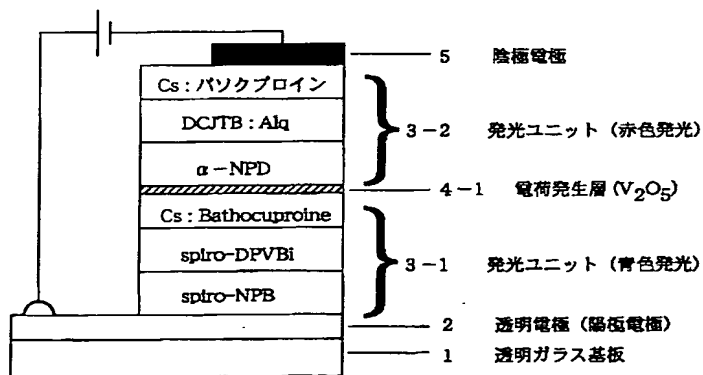 5 陰極電極
Cs : バソクプロイン
DCJTB : Alq
3-2 発光ユニット (赤色発光)
α-NPD
4-1 電荷発生層 (V2O5)
Cs : Bathocuproine
spiro-DPVBi
3-1 発光ユニット (青色発光)
spiro-NPB
2 透明電極 (陽極電極)
1 透明ガラス基板